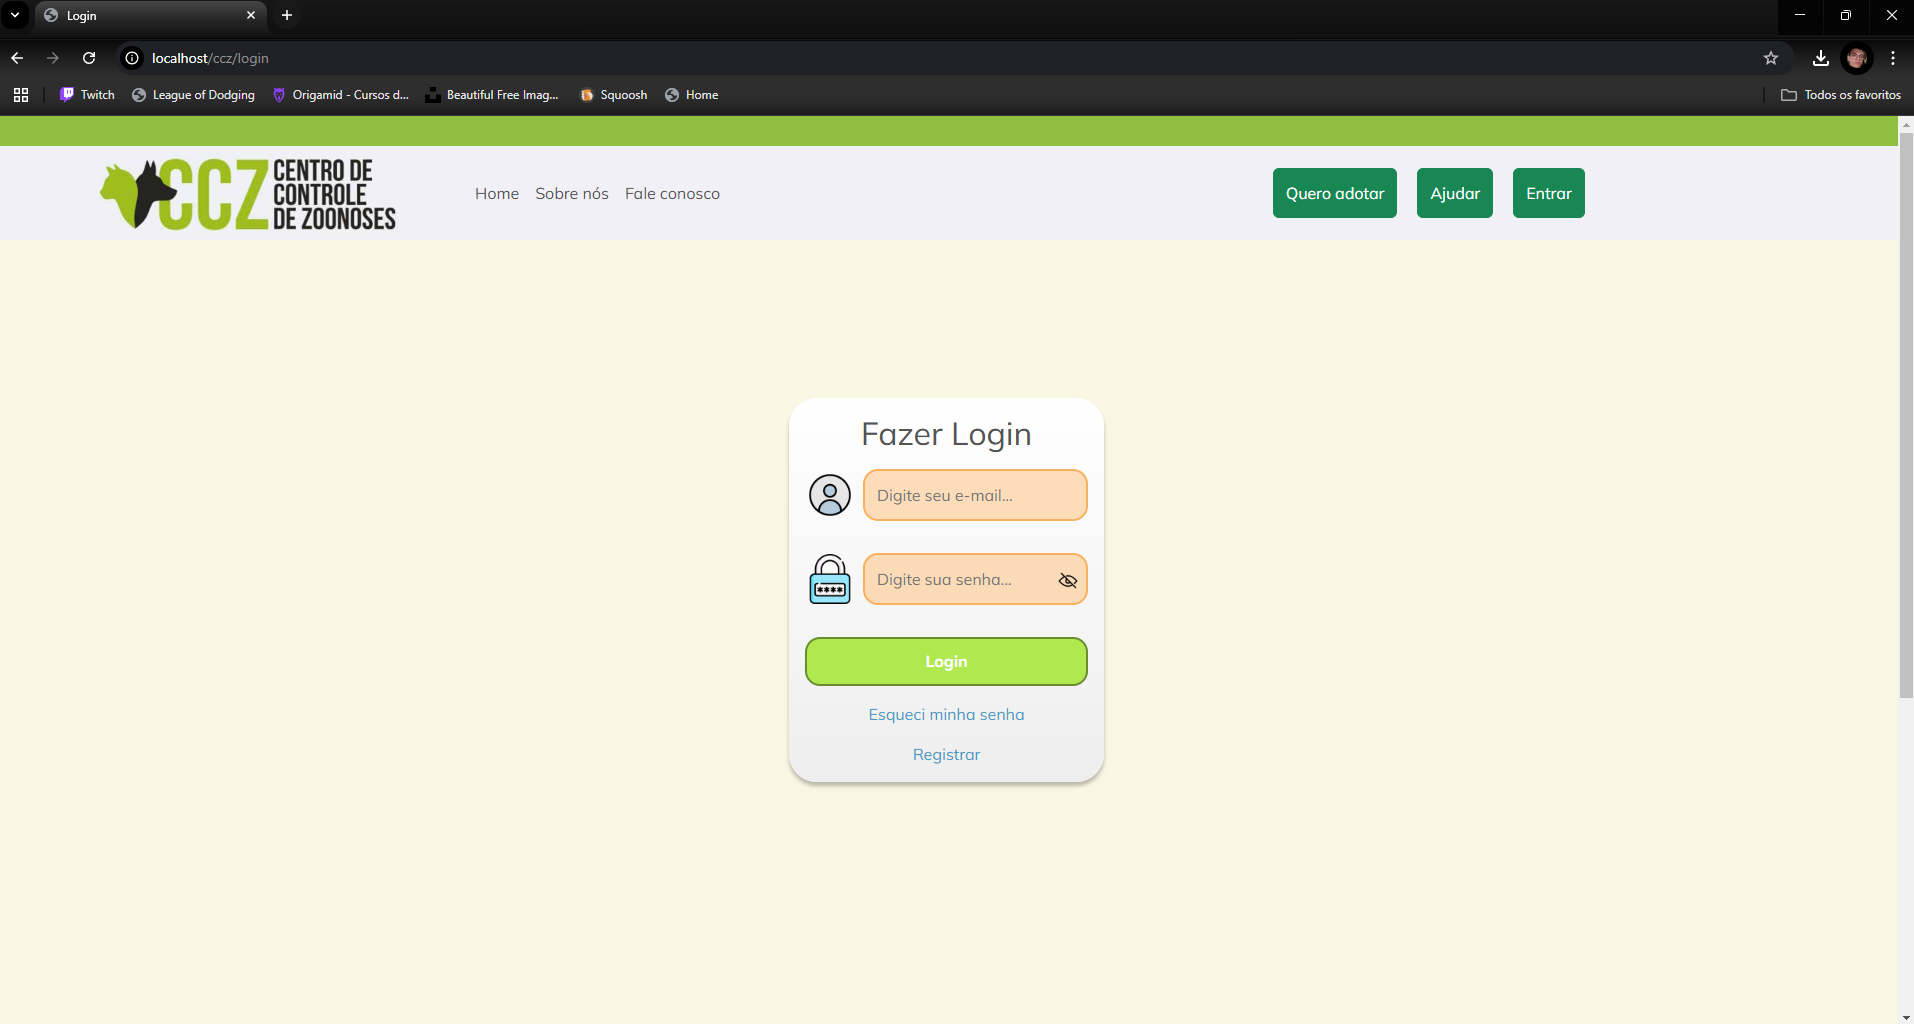 Login
localhost/ccz/login
Twitch
League of Dodging
Origamid - Cursos d...
Beautiful Free Imag...
Squoosh
Home
Todos os favoritos
CCZ
CENTRO DE
CONTROLE
DE ZOONOSES
Home
Sobre nós
Fale conosco
Quero adotar
Ajudar
Entrar
Fazer Login
Digite seu e-mail...
****
Digite sua senha...
Login
Esqueci minha senha
Registrar